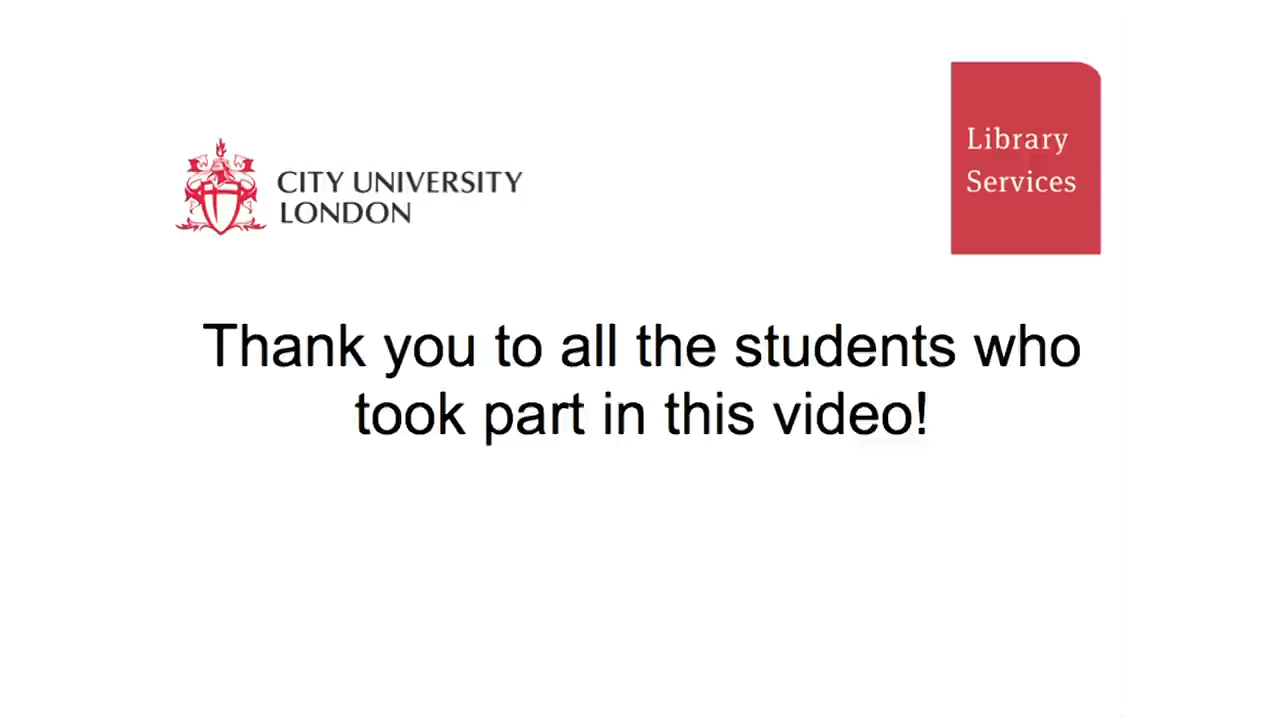 CITY UNIVERSITY
LONDON
Library
Services
Thank you to all the students who
took part in this video!